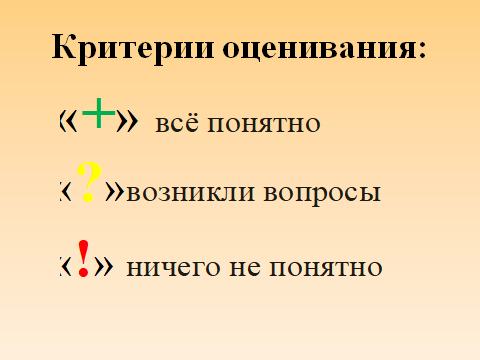 Критерии оценивания:
«+» всё понятно
«?»возникли вопросы
«!» ничего не понятно